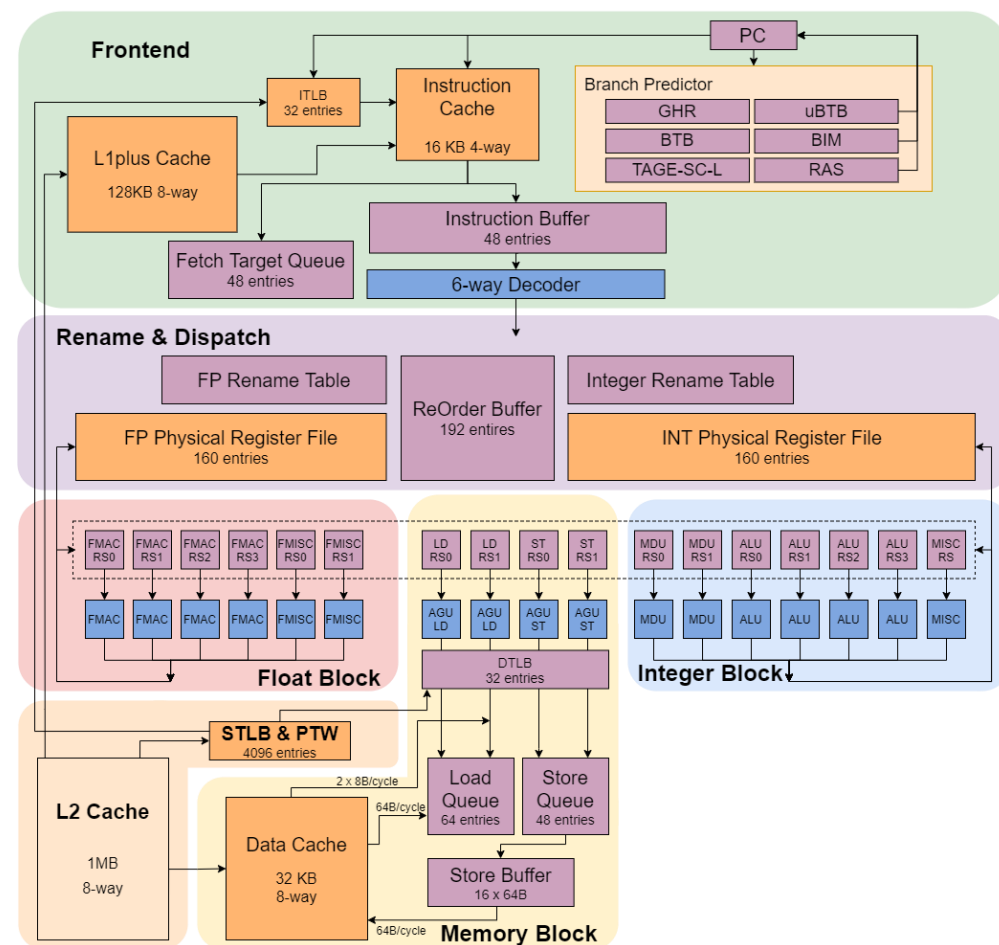 Frontend
PC
ITLB
32 entries
Instruction
Cache
16 KB 4-way
Branch Predictor
GHR
uBTB
BTB
BIM
TAGE-SC-L
RAS
L1plus Cache
128KB 8-way
Instruction Buffer
48 entries
Fetch Target Queue
48 entries
6-way Decoder
Rename & Dispatch
FP Rename Table
ReOrder Buffer
192 entires
Integer Rename Table
FP Physical Register File
160 entries
INT Physical Register File
160 entries
FMAC
RS0
FMAC
RS1
FMAC
RS2
FMAC
RS3
FMISC
RS0
FMISC
RS1
LD
RS0
LD
RS1
ST
RS0
ST
RS1
MDU
RS0
MDU
RS1
ALU
RS0
ALU
RS1
ALU
RS2
ALU
RS3
MISC
RS
FMAC
FMAC
FMAC
FMAC
FMISC
FMISC
AGU
LD
AGU
LD
AGU
ST
AGU
ST
MDU
MDU
ALU
ALU
ALU
ALU
MISC
Float Block
DTLB
32 entries
Integer Block
STLB & PTW
4096 entries
2 x 8B/cycle
L2 Cache
1MB
8-way
64B/cycle
Load
Queue
64 entries
Store
Queue
48 entries
Data Cache
32 KB
8-way
Store Buffer
16 x 64B
64B/cycle
Memory Block